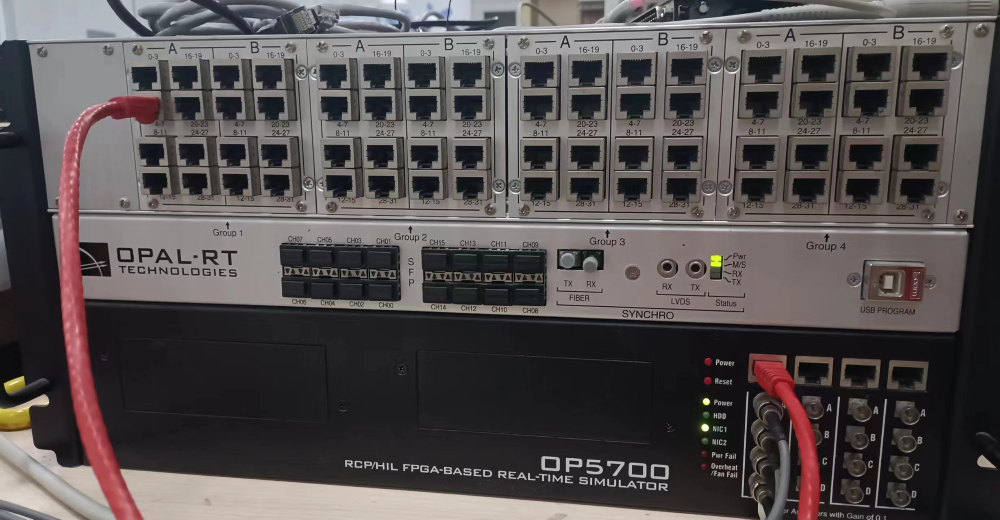 A B A B A B A B
0-3 16-19 0-3 16-19 0-3 16-19 0-3 16-19 0-3 16-19 0-3 16-19 0-3 16-19 0-3 16-19
4-7 20-23 4-7 20-23 4-7 20-23 4-7 20-23 4-7 20-23 4-7 20-23 4-7 20-23 4-7 20-23
8-11 24-27 8-11 24-27 8-11 24-27 8-11 24-27 8-11 24-27 8-11 24-27 8-11 24-27 8-11 24-27
12-15 28-31 12-15 28-31 12-15 28-31 12-15 28-31 12-15 28-31 12-15 28-31 12-15 28-31 12-15 28-31
Group 1 Group 2 Group 3 Group 4
OPAL-RT
TECHNOLOGIES
CH07 CH05 CH03 CH01
CH06 CH04 CH02 CH00
SFP
CH15 CH13 CH11 CH09
CH14 CH12 CH10 CH08
TX RX
FIBER
RX TX
LVDS
Pwr
M/S
RX
TX
Status
SYNCHRO
icom
USB PROGRAM
Power
Reset
Power
HDD
NIC1
NIC2
Pwr Fail
Overheat
/Fan Fail
A A A
B B B
C C C
D D D
OP5700
RCP/HIL FPGA-BASED REAL-TIME SIMULATOR
with Gain of 0.1